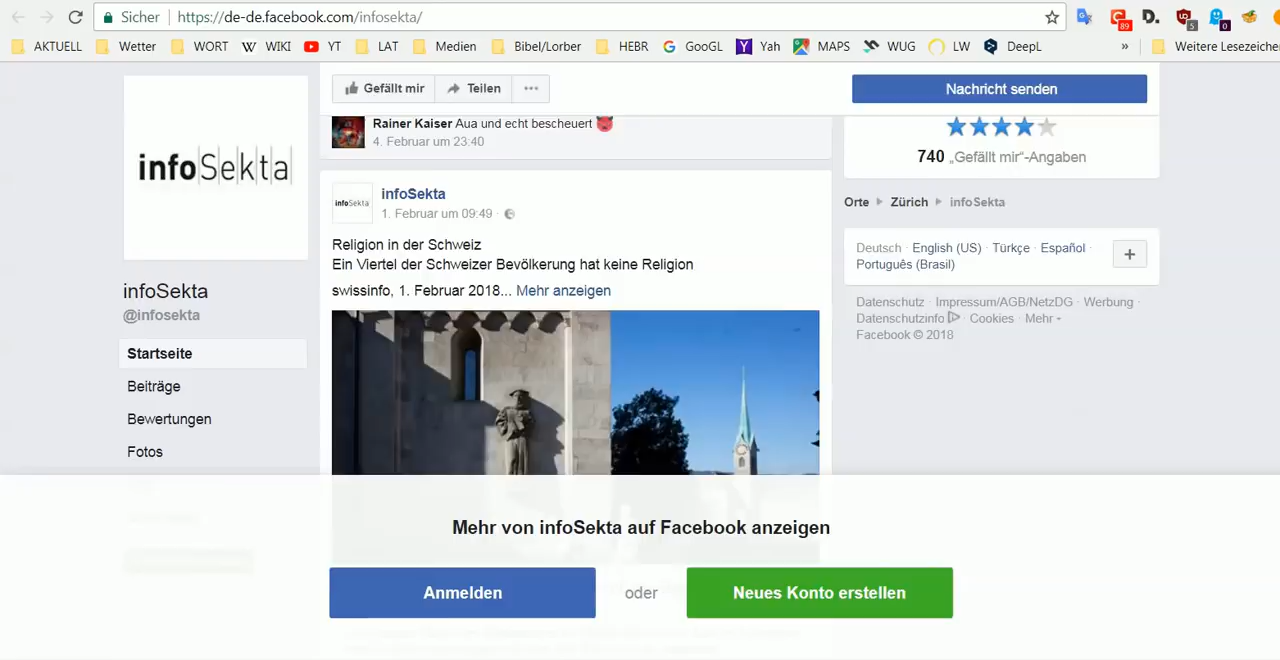 Sicher https://de-de.facebook.com/infosekta/
89 D. 5 0
AKTUELL Wetter WORT WIKI YT LAT Medien Bibel/Lorber HEBR GooGL Yah MAPS WUG LW DeepL » Weitere Lesezeichen
infoSekta
infoSekta
@infosekta
Startseite
Beiträge
Bewertungen
Fotos
Gefällt mir Teilen ...
Rainer Kaiser Aua und echt bescheuert
4. Februar um 23:40
infoSekta
infoSekta
1. Februar um 09:49 ·
Religion in der Schweiz
Ein Viertel der Schweizer Bevölkerung hat keine Religion
swissinfo, 1. Februar 2018... Mehr anzeigen
Nachricht senden
740 „Gefällt mir“-Angaben
Orte Zürich infoSekta
Deutsch · English (US) · Türkçe · Español ·
Português (Brasil)
+
Datenschutz · Impressum/AGB/NetzDG · Werbung ·
Datenschutzinfo · Cookies · Mehr
Facebook © 2018
Mehr von infoSekta auf Facebook anzeigen
Anmelden oder Neues Konto erstellen